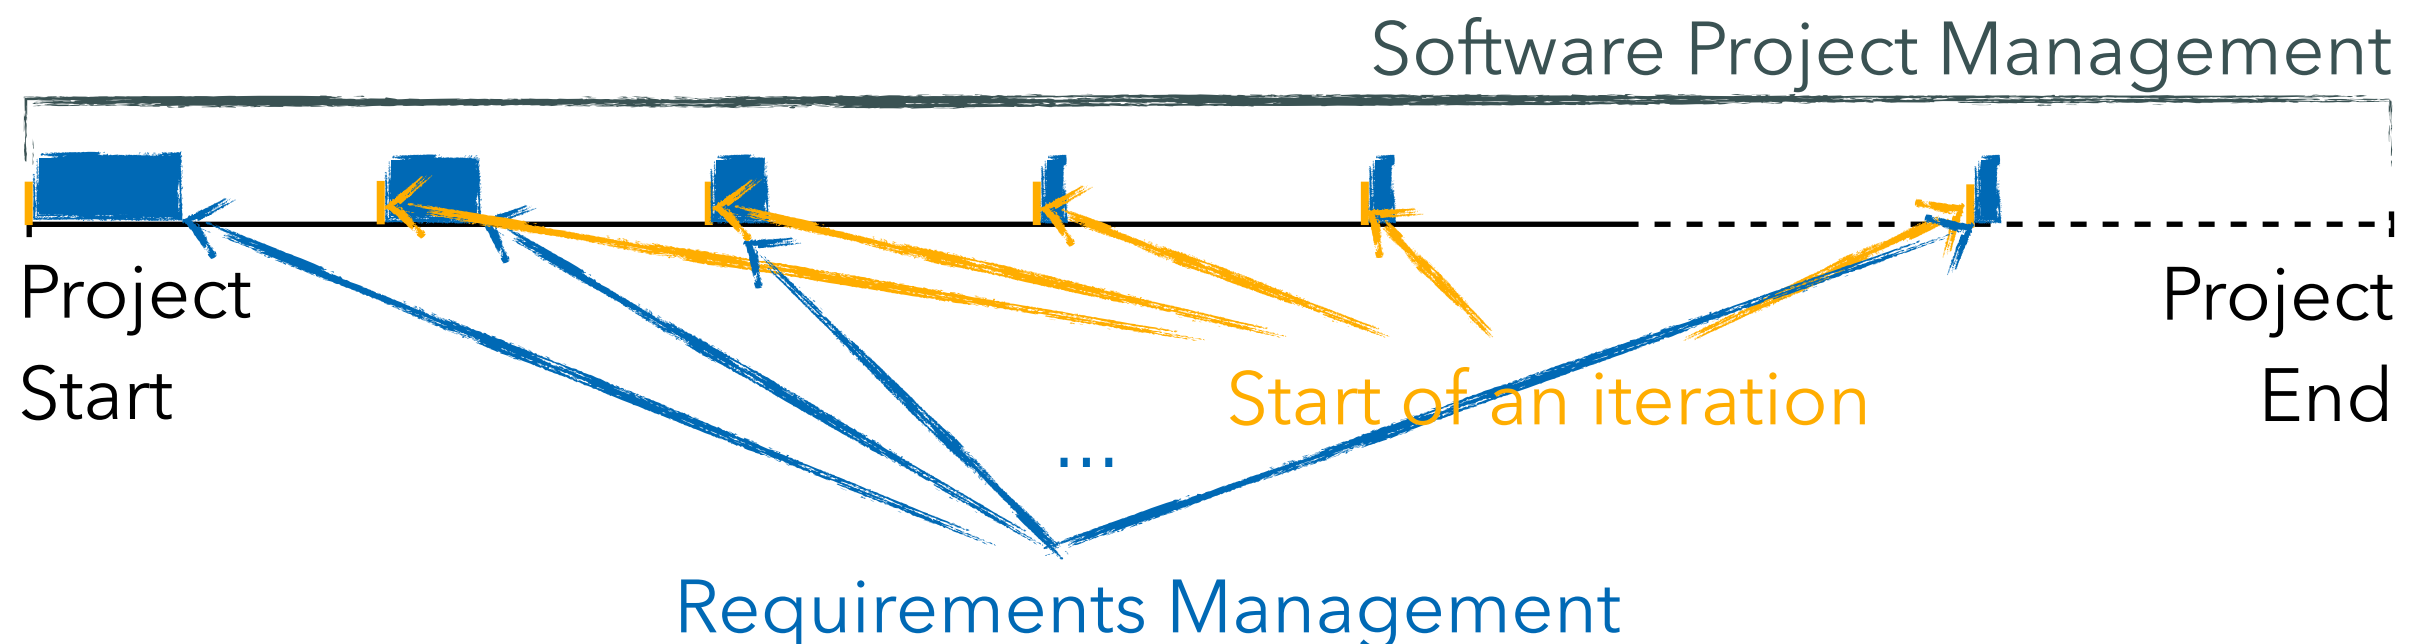 Software Project Management
Project
Start
Project
End
Start of an iteration
...
Requirements Management